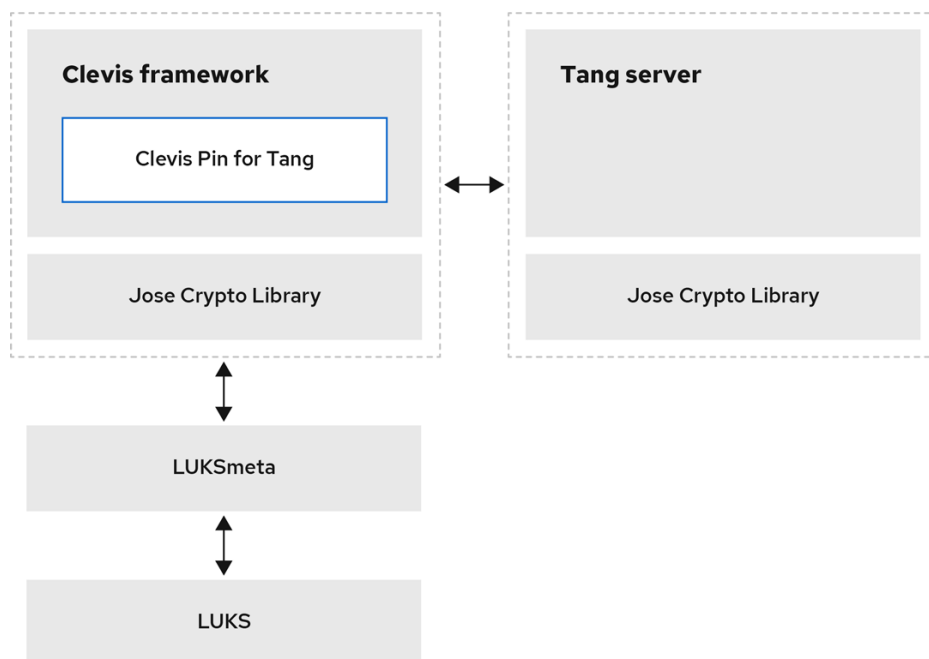 Clevis framework
Clevis Pin for Tang
Jose Crypto Library
Tang server
Jose Crypto Library
LUKSmeta
LUKS